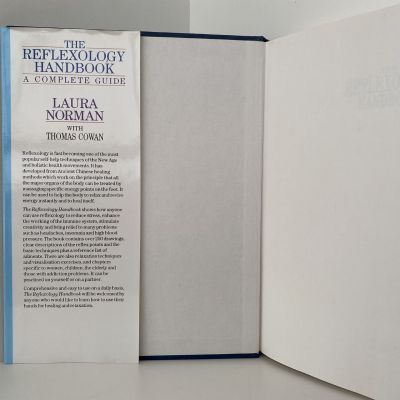 THE
REFLEXOLOGY
HANDBOOK
A COMPLETE GUIDE
LAURA
NORMAN
WITH
THOMAS COWAN
Reflexology is fast becoming one of the most
popular self-help techniques of the New Age
and holistic health movements. It has
developed from Ancient Chinese healing
methods which work on the principle that all
the major organs of the body can be treated by
massaging specific energy points on the foot. It can
now be used to help the body to relax and revive
energy instantly and to heal itself.
The Reflexology Handbook shows how anyone
can use reflexology to reduce stress, enhance
the working of the immune system, stimulate
creativity and bring relief to many problems
such as headaches, insomnia and high blood
pressure. The book contains over 250 drawings,
clear descriptions of the reflex points and the
basic techniques plus a reference list of
ailments. There are also relaxation techniques
and visualisation exercises, and chapters
specific to women, children, the elderly and
those with addiction problems. It can be
practised on yourself or on a partner.
Comprehensive and easy to use on a daily basis,
The Reflexology Handbook will be welcomed by
anyone who would like to learn how to use their
hands for healing and relaxation.